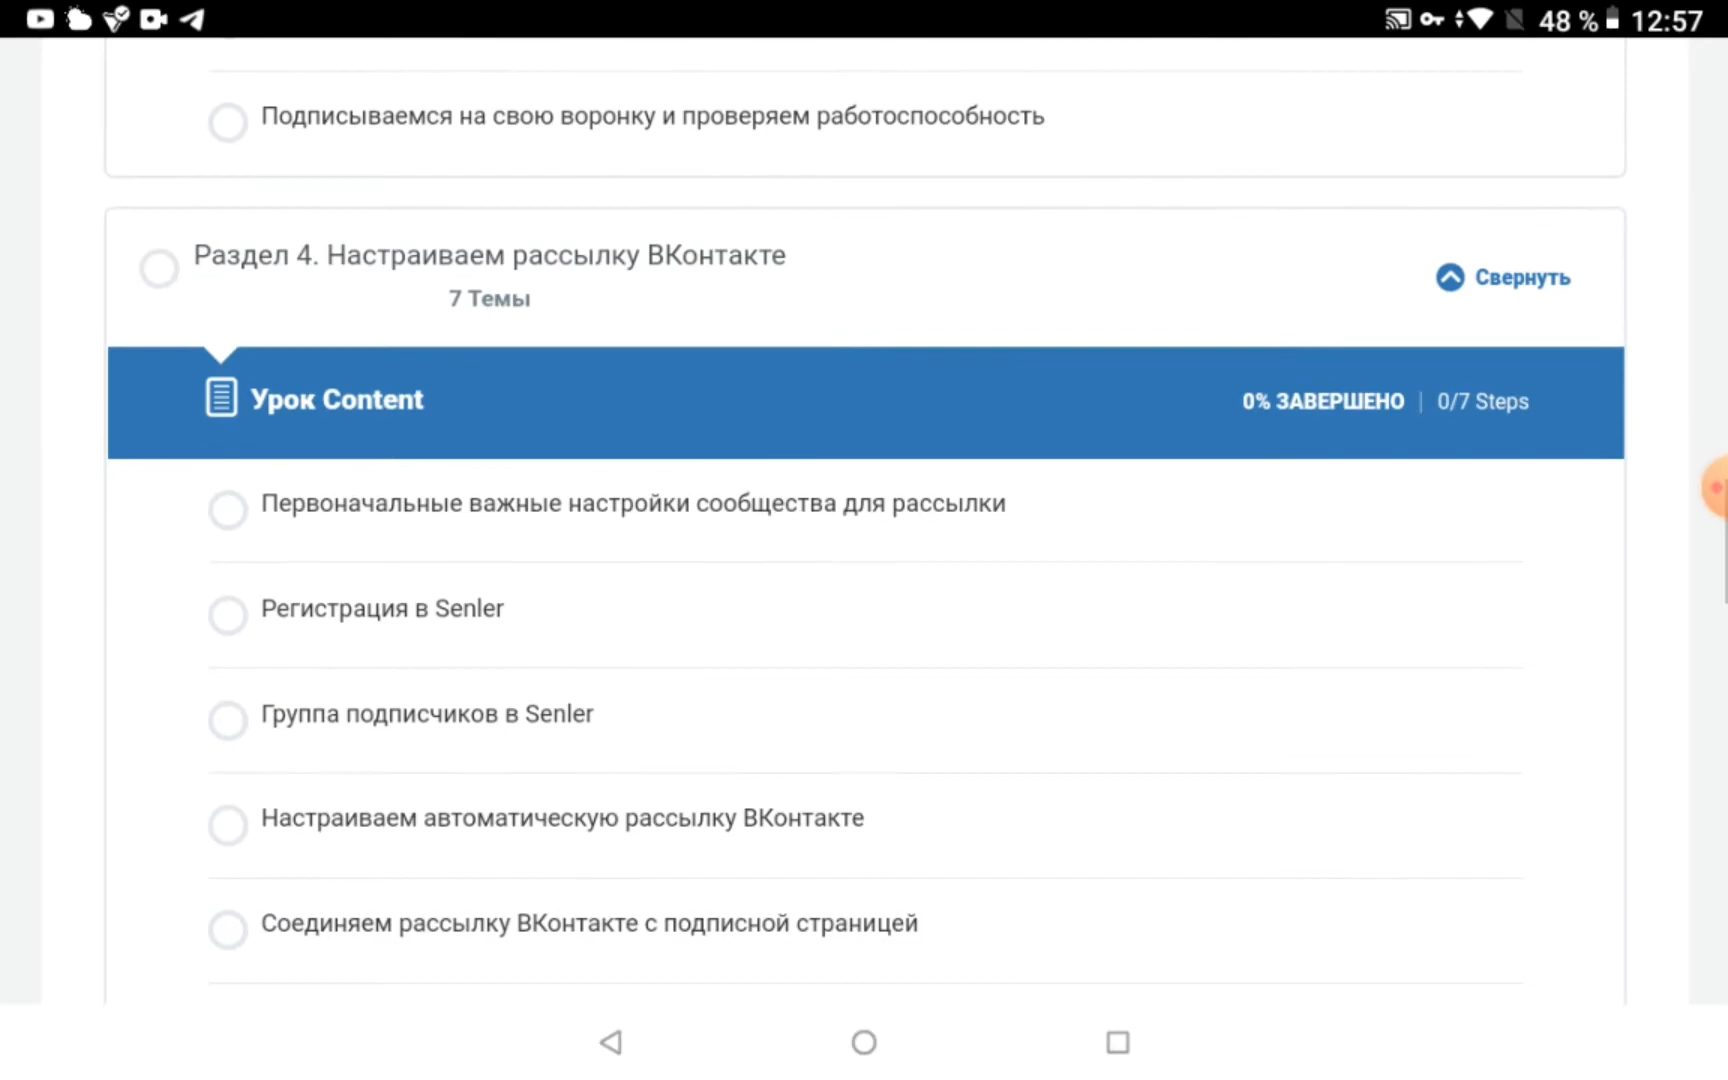 48 % 12:57
Подписываемся на свою воронку и проверяем работоспособность
Раздел 4. Настраиваем рассылку ВКонтакте
7 Темы
Свернуть
Урок Content
0% ЗАВЕРШЕНО | 0/7 Steps
Первоначальные важные настройки сообщества для рассылки
Регистрация в Senler
Группа подписчиков в Senler
Настраиваем автоматическую рассылку ВКонтакте
Соединяем рассылку ВКонтакте с подписной страницей